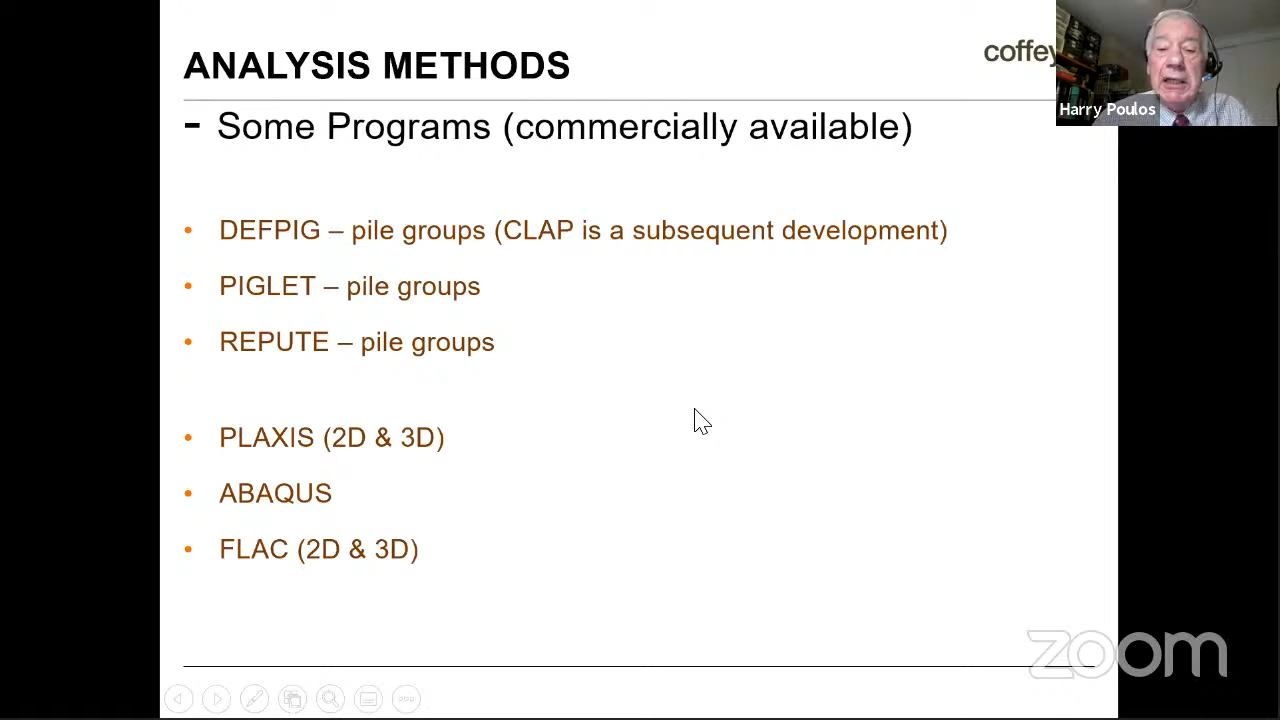 ANALYSIS METHODS
coffey
Harry Poulos
- Some Programs (commercially available)
• DEFPIG – pile groups (CLAP is a subsequent development)
• PIGLET – pile groups
• REPUTE – pile groups
• PLAXIS (2D & 3D)
• ABAQUS
• FLAC (2D & 3D)
zoom